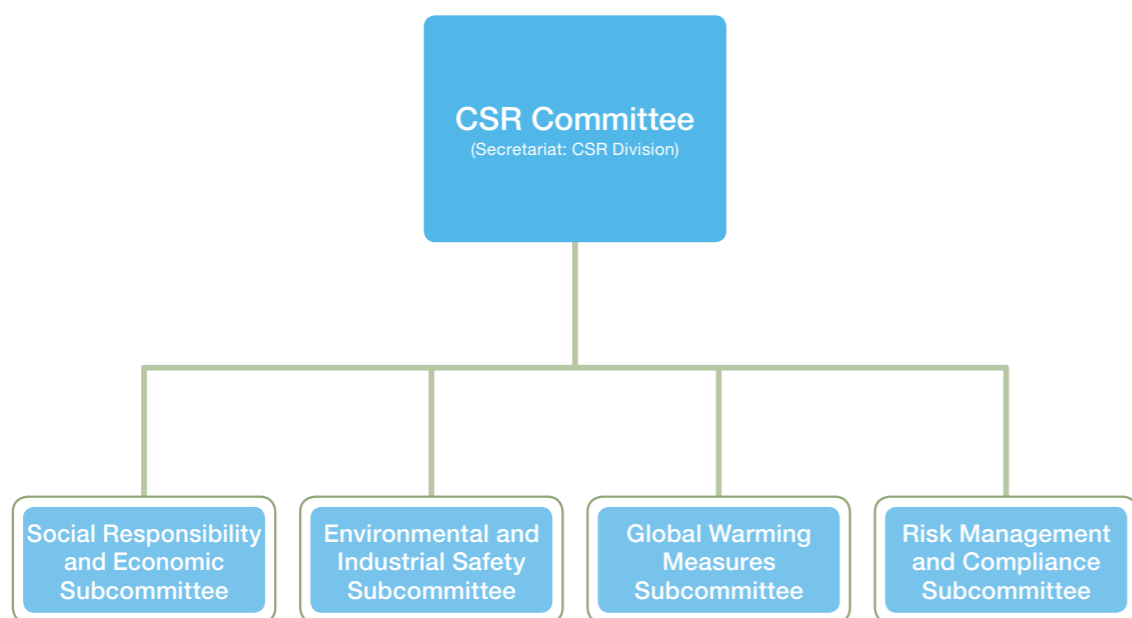 CSR Committee
(Secretariat: CSR Division)
Social Responsibility
and Economic
Subcommittee
Environmental and
Industrial Safety
Subcommittee
Global Warming
Measures
Subcommittee
Risk Management
and Compliance
Subcommittee